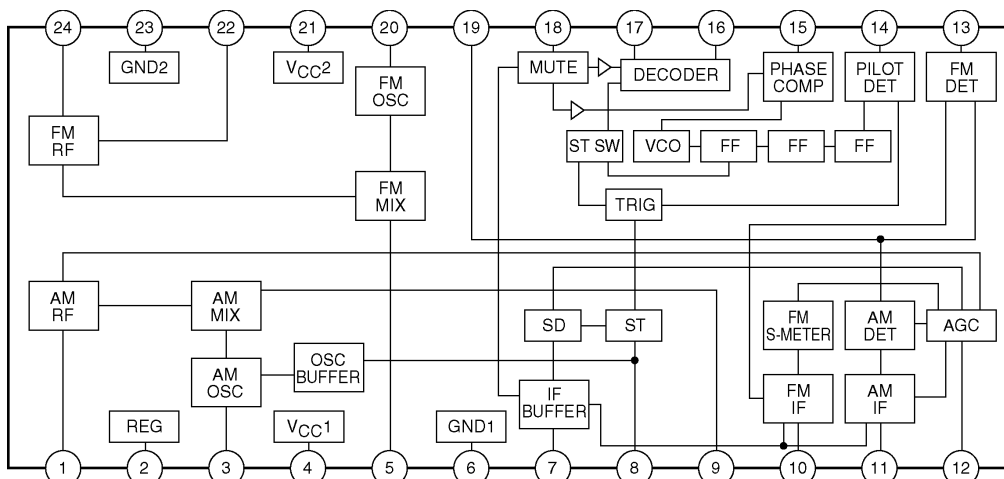 24 23 22 21 20 19 18 17 16 15 14 13
GND2
VCC2
FM
OSC
MUTE
DECODER
PHASE
COMP
PILOT
DET
FM
DET
FM
RF
ST SW
VCO
FF
FF
FF
FM
MIX
TRIG
AM
RF
AM
MIX
SD
ST
FM
S-METER
AM
DET
AGC
AM
OSC
OSC
BUFFER
IF
BUFFER
FM
IF
AM
IF
REG
VCC1
GND1
1 2 3 4 5 6 7 8 9 10 11 12